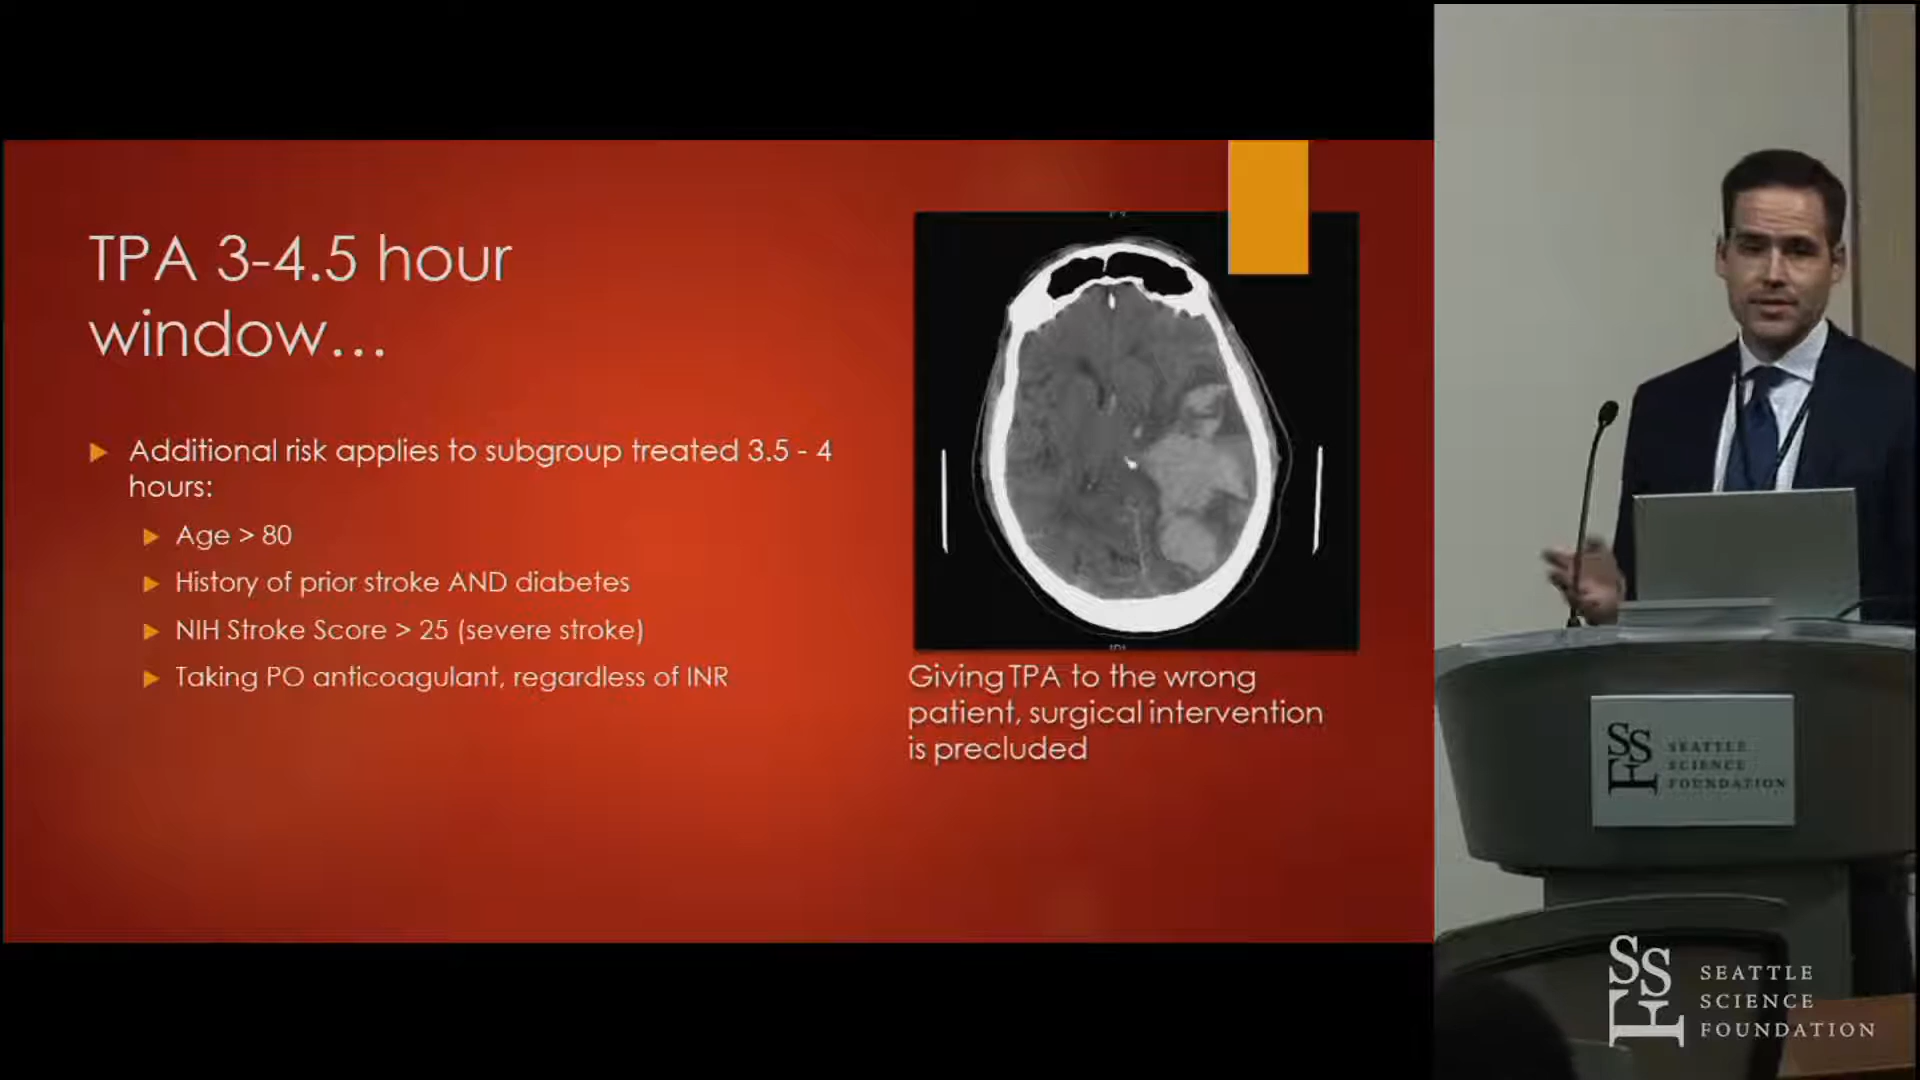 TPA 3-4.5 hour
window...
Additional risk applies to subgroup treated 3.5 - 4
hours:
Age > 80
History of prior stroke AND diabetes
NIH Stroke Score > 25 (severe stroke)
Taking PO anticoagulant, regardless of INR
Giving TPA to the wrong
patient, surgical intervention
is precluded
SSF
SEATTLE
SCIENCE
FOUNDATION
SSF
SEATTLE
SCIENCE
FOUNDATION